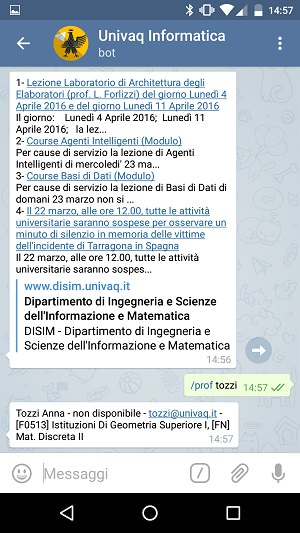 14:57
Univaq Informatica
bot
1- Lezione Laboratorio di Architettura degli
Elaboratori (prof. L. Forlizzi) del giorno Lunedì 4
Aprile 2016 e del giorno Lunedì 11 Aprile 2016
Il giorno:    Lunedì 4 Aprile 2016;   Lunedì 11
Aprile 2016;    la lez...
2- Course Agenti Intelligenti (Modulo)
Per cause di servizio la lezione di Agenti
Intelligenti di mercoledi' 23 ma...
3- Course Basi di Dati (Modulo)
Per cause di servizio la lezione di Basi di Dati di
domani 23 marzo non si ...
4- Il 22 marzo, alle ore 12.00, tutte le attività
universitarie saranno sospese per osservare un
minuto di silenzio in memoria delle vittime
dell'incidente di Tarragona in Spagna
Il 22 marzo, alle ore 12.00, tutte le attività
universitarie saranno sospes...
www.disim.univaq.it
Dipartimento di Ingegneria e Scienze
dell'Informazione e Matematica
DISIM - Dipartimento di Ingegneria e
Scienze dell'Informazione e Matematica
14:56
/prof tozzi 14:57
Tozzi Anna - non disponibile - tozzi@univaq.it -
[F0513] Istituzioni Di Geometria Superiore I, [FN]
Mat. Discreta II
14:57
Messaggi